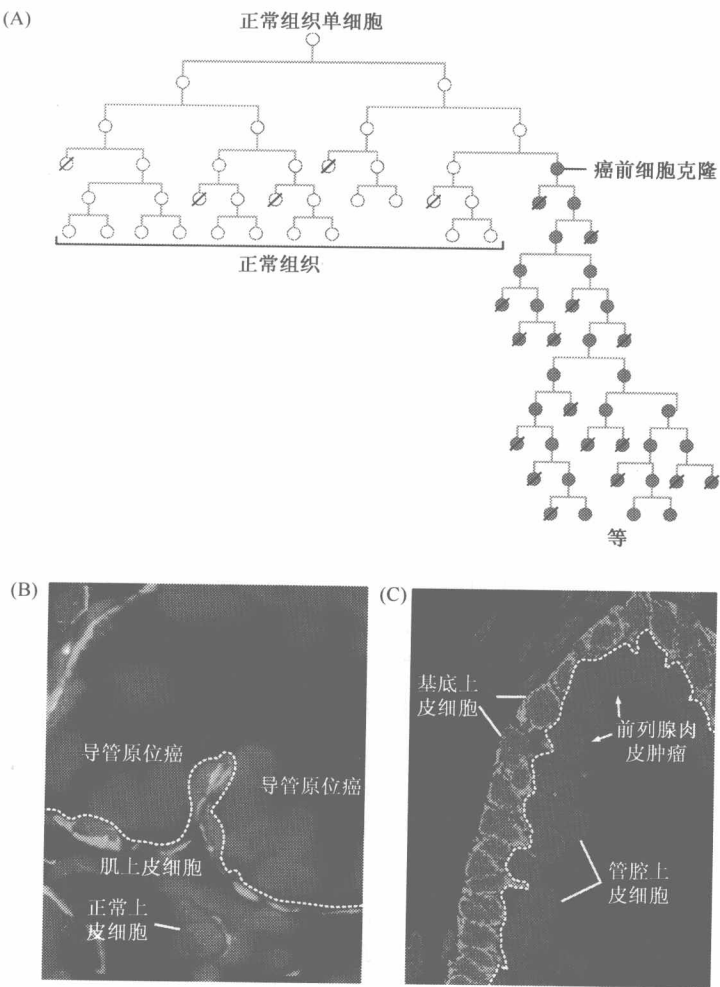 (A)
正常组织单细胞
癌前细胞克隆
正常组织
等
(B)
导管原位癌
导管原位癌
肌上皮细胞
正常上
皮细胞
(C)
基底上
皮细胞
前列腺肉
皮肿瘤
管腔上
皮细胞